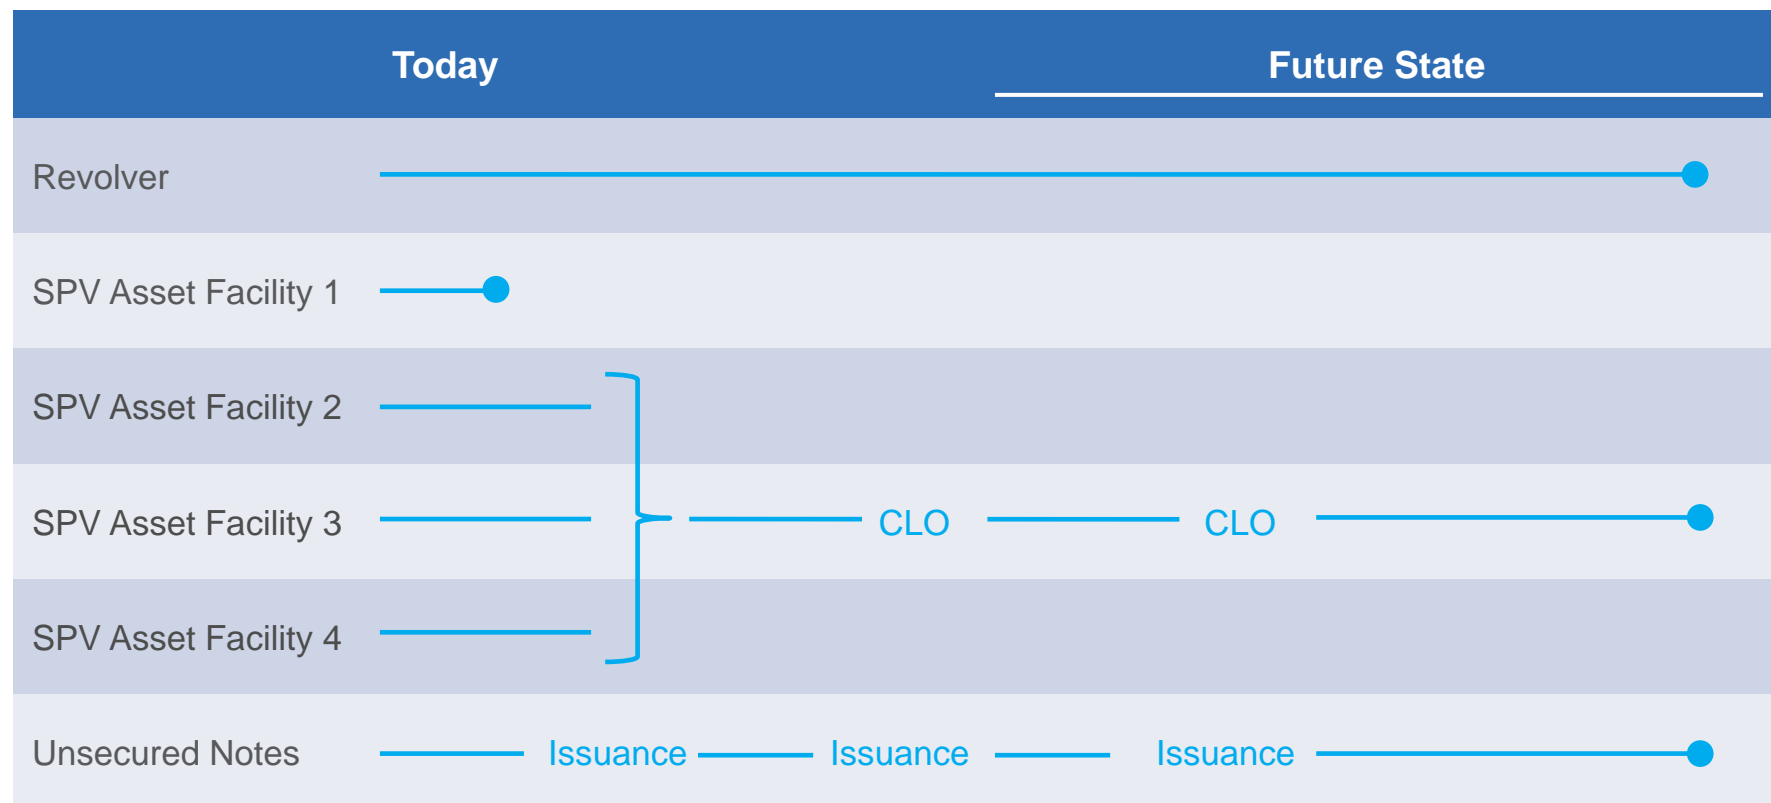 Today Future State
Revolver
SPV Asset Facility 1
SPV Asset Facility 2
SPV Asset Facility 3 CLO CLO
SPV Asset Facility 4
Unsecured Notes Issuance Issuance Issuance